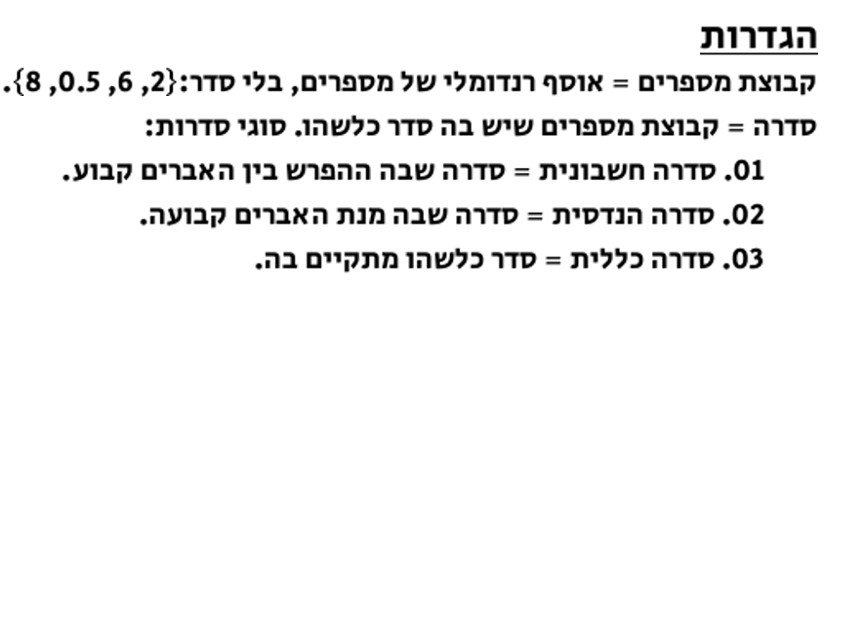 הגדרות
קבוצת מספרים = אוסף רנדומלי של מספרים, בלי סדר:{2, 6, 0.5, 8}.
סדרה = קבוצת מספרים שיש בה סדר כלשהו. סוגי סדרות:
01. סדרה חשבונית = סדרה שבה ההפרש בין האברים קבוע.
02. סדרה הנדסית = סדרה שבה מנת האברים קבועה.
03. סדרה כללית = סדר כלשהו מתקיים בה.